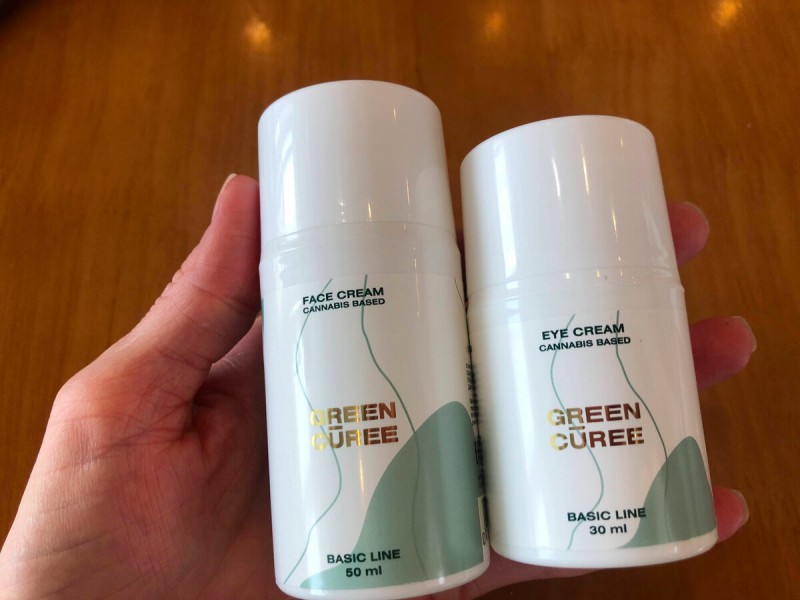 FACE CREAM
CANNABIS BASED
GREEN
CŪREE
BASIC LINE
50 ml
EYE CREAM
CANNABIS BASED
GREEN
CŪREE
BASIC LINE
30 ml